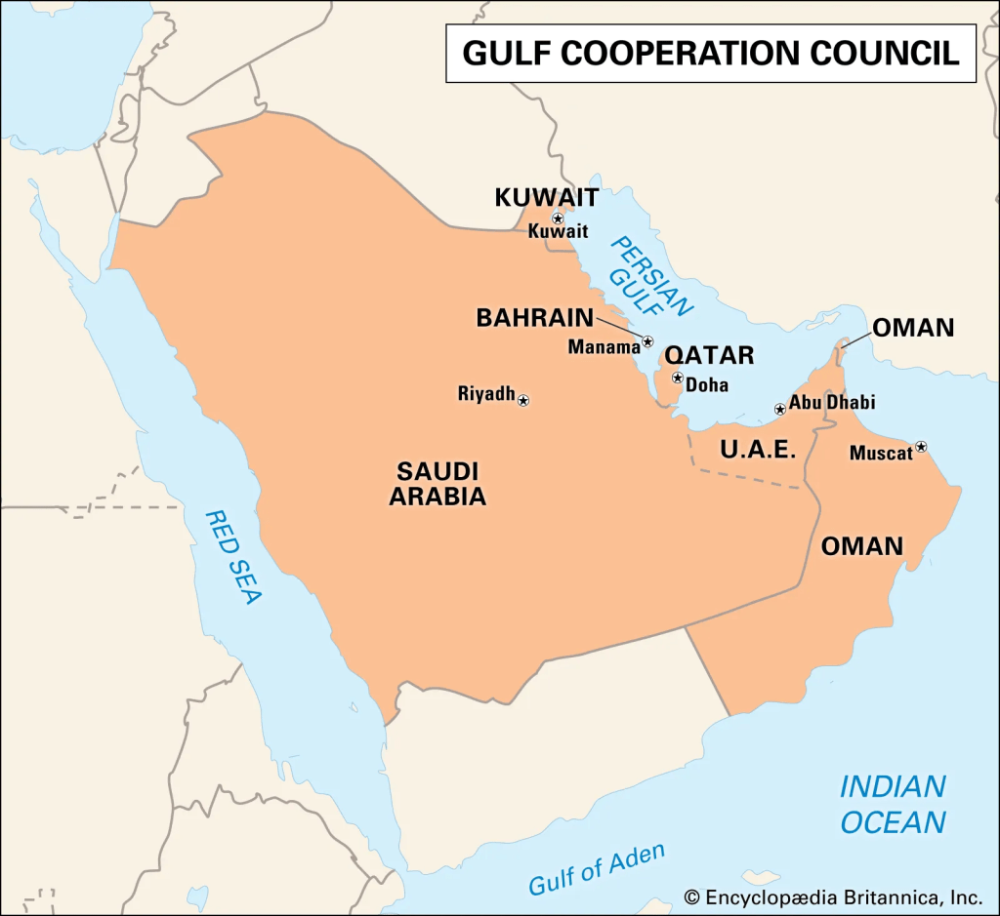 GULF COOPERATION COUNCIL
KUWAIT
Kuwait
PERSIAN
GULF
BAHRAIN
Manama
QATAR
Doha
OMAN
Riyadh
Abu Dhabi
U.A.E.
Muscat
SAUDI
ARABIA
RED SEA
OMAN
INDIAN
OCEAN
Gulf of Aden
© Encyclopædia Britannica, Inc.